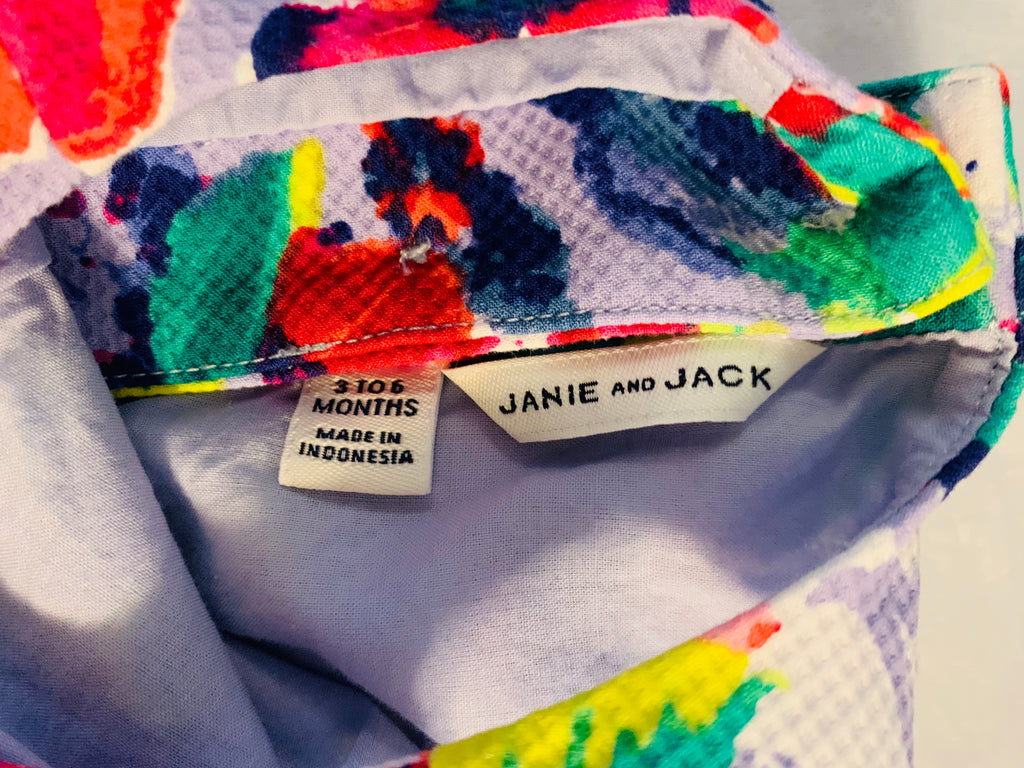 3 TO 6
MONTHS
MADE IN
INDONESIA
JANIE AND JACK